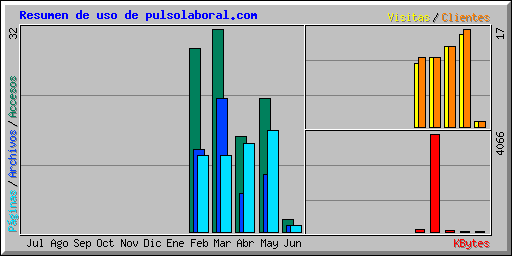 Resumen de uso de pulsolaboral.com
Visitas/Clientes
32
17
Páginas/Archivos/Accesos
4066
Jul Ago Sep Oct Nov Dic Ene Feb Mar Abr May Jun
KBytes